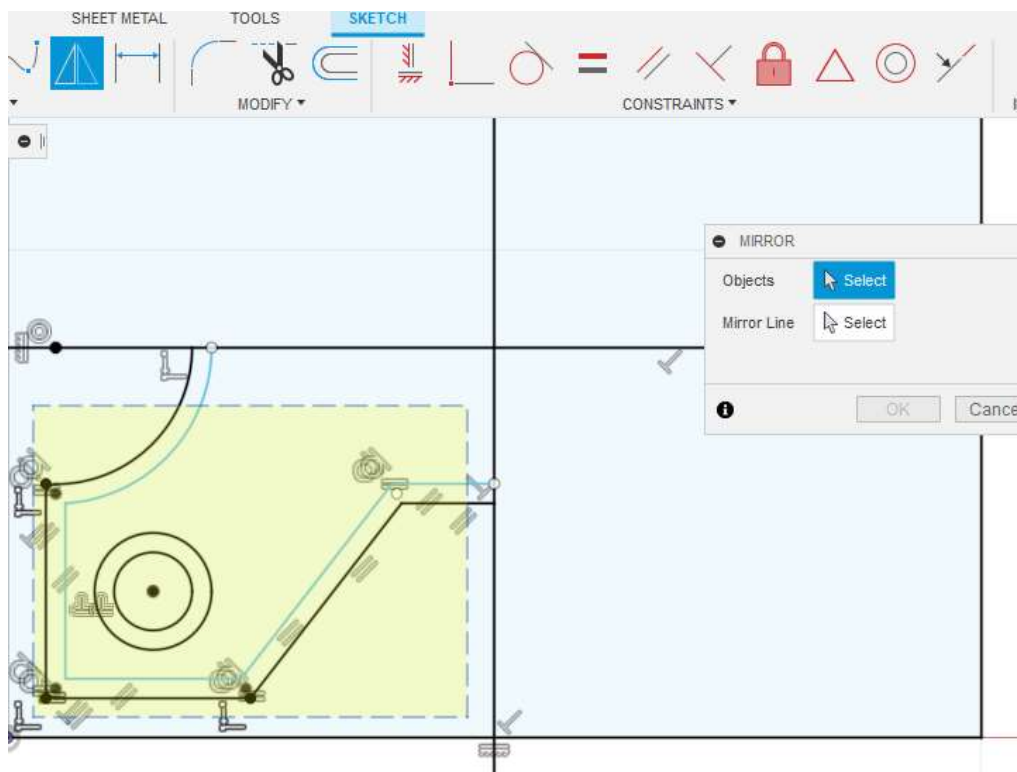 SHEET METAL TOOLS SKETCH
MODIFY ▾ CONSTRAINTS ▾
MIRROR
Objects Select
Mirror Line Select
OK Cance